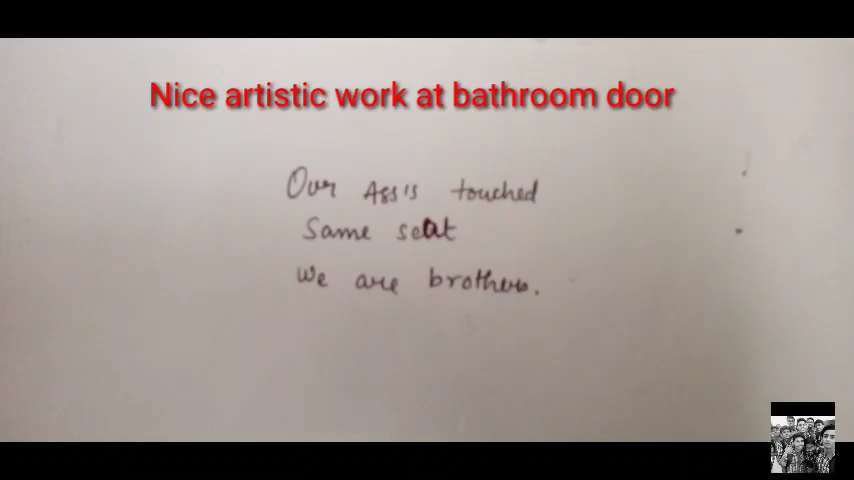 Nice artistic work at bathroom door
Our Ass's touched
Same seat
We are brothers.